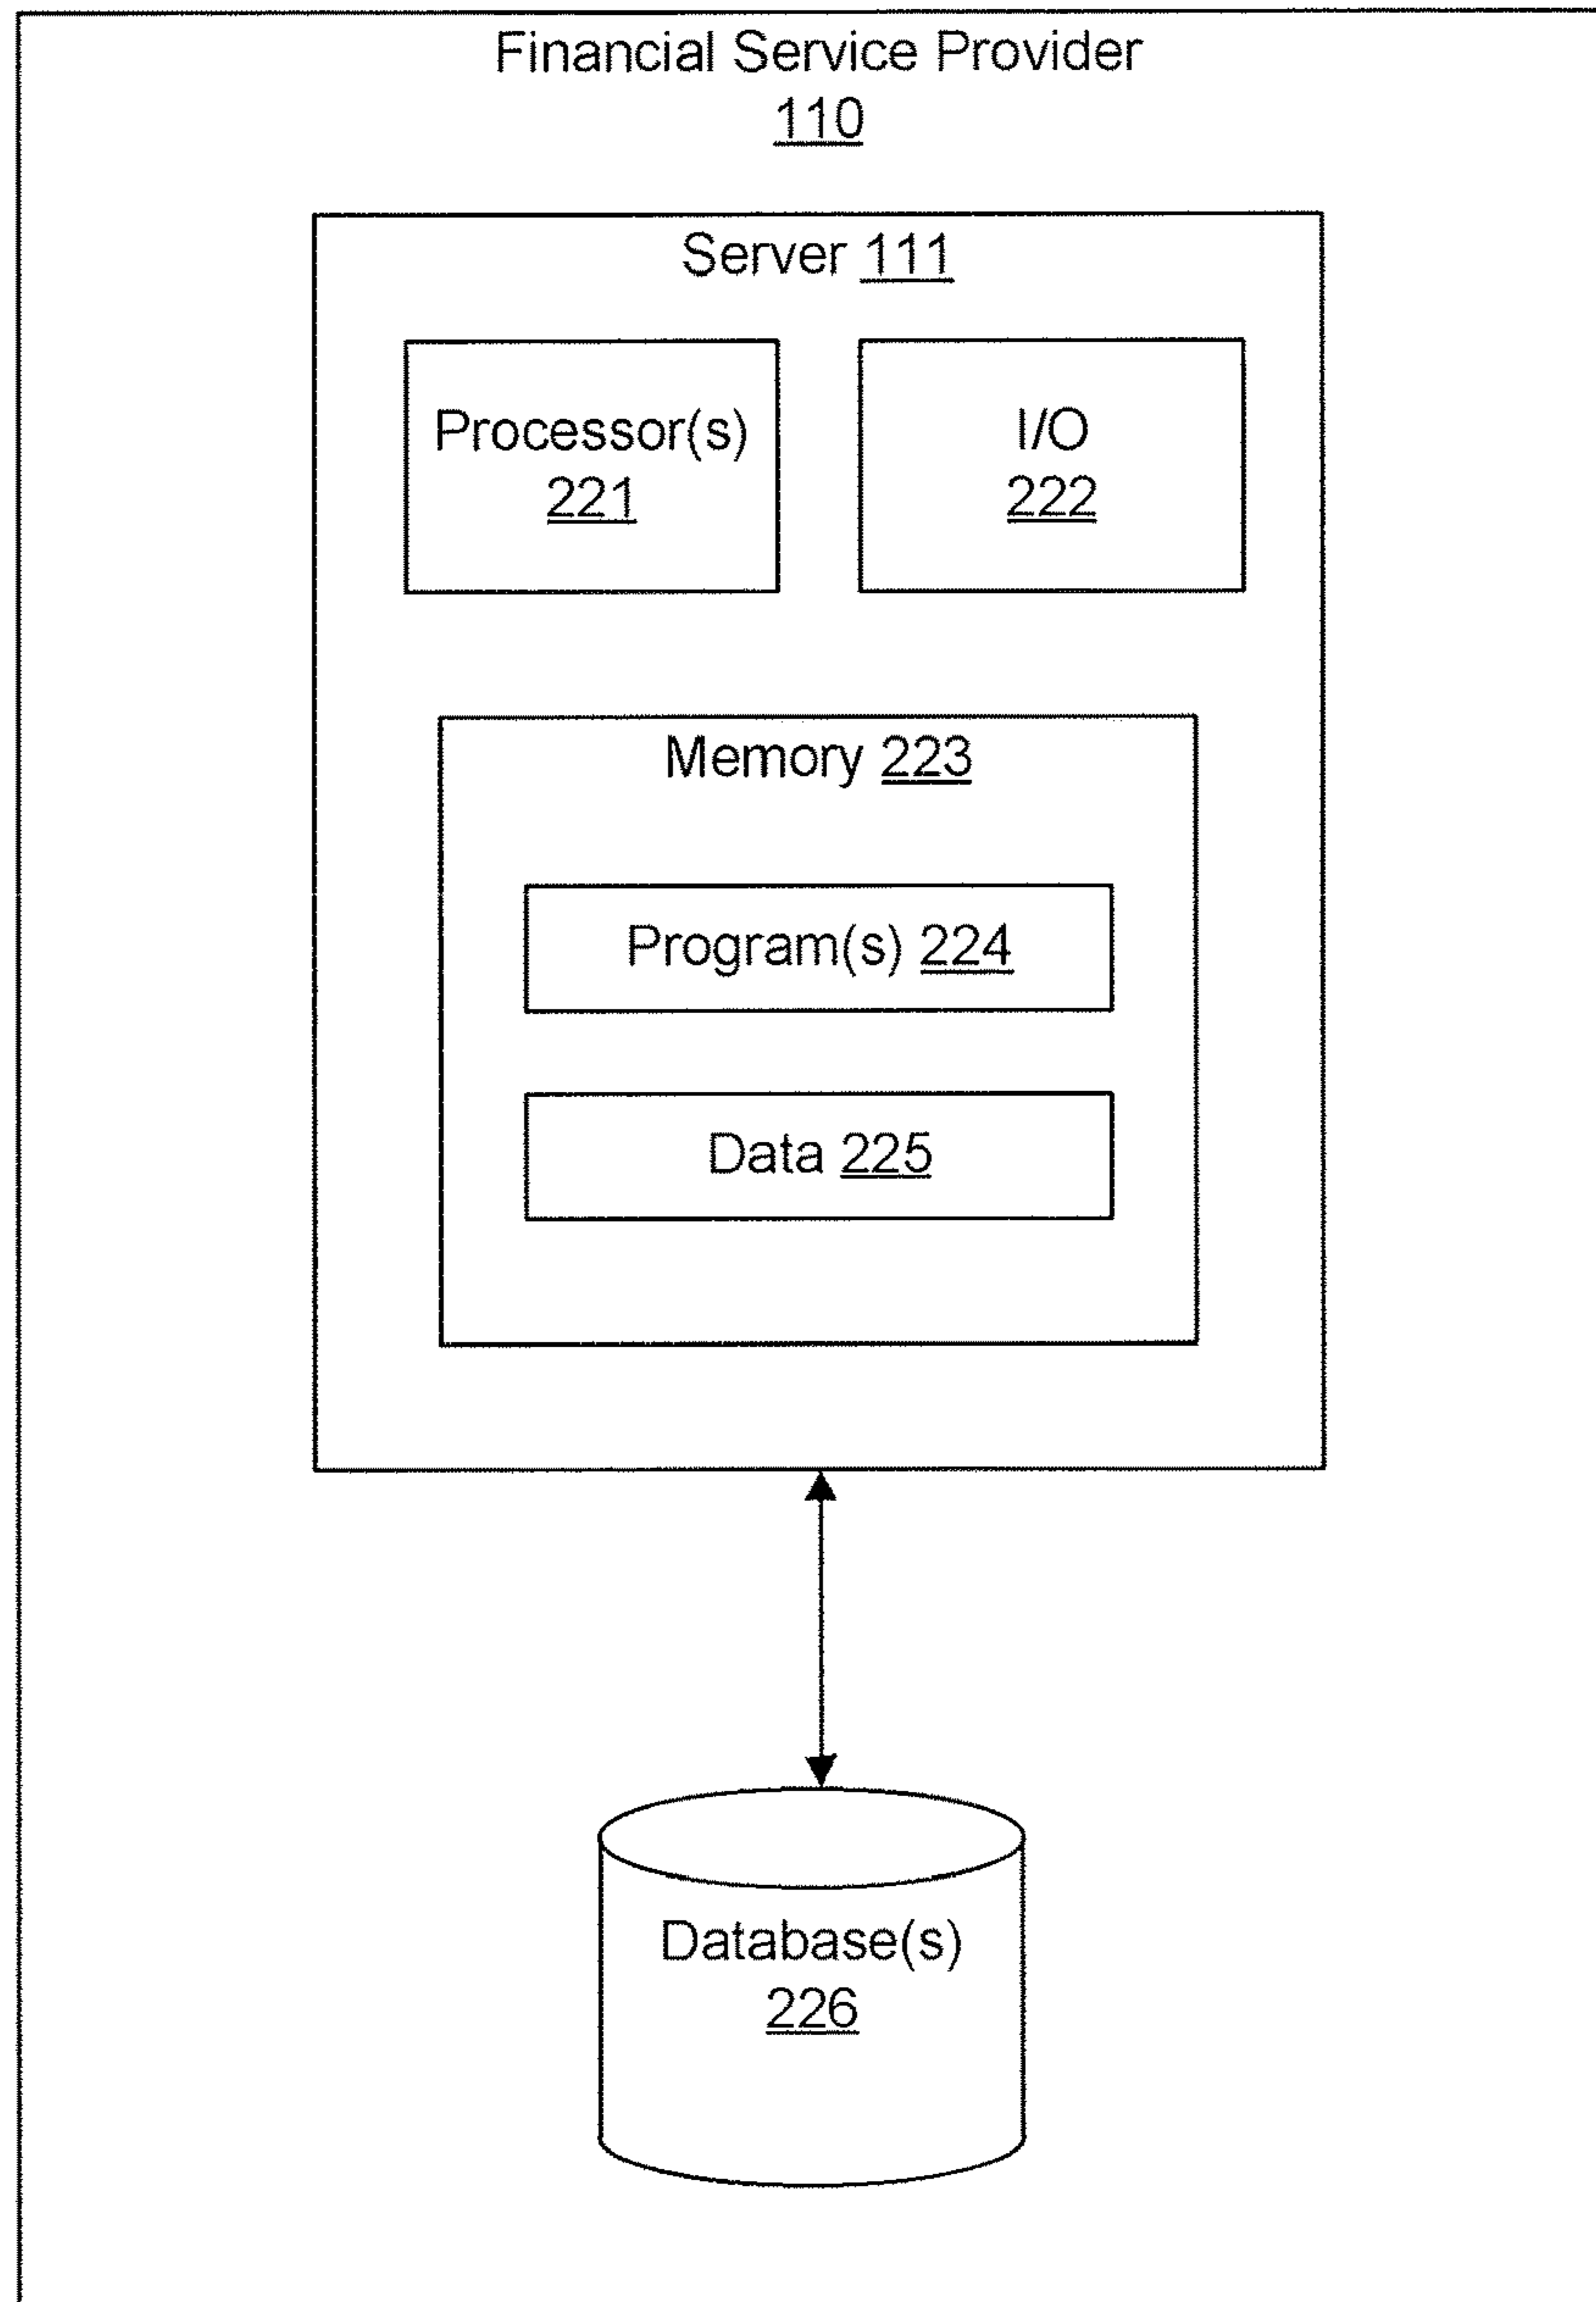 Financial Service Provider
110
Server 111
Processor(s)
221
I/O
222
Memory 223
Program(s) 224
Data 225
Database(s)
226